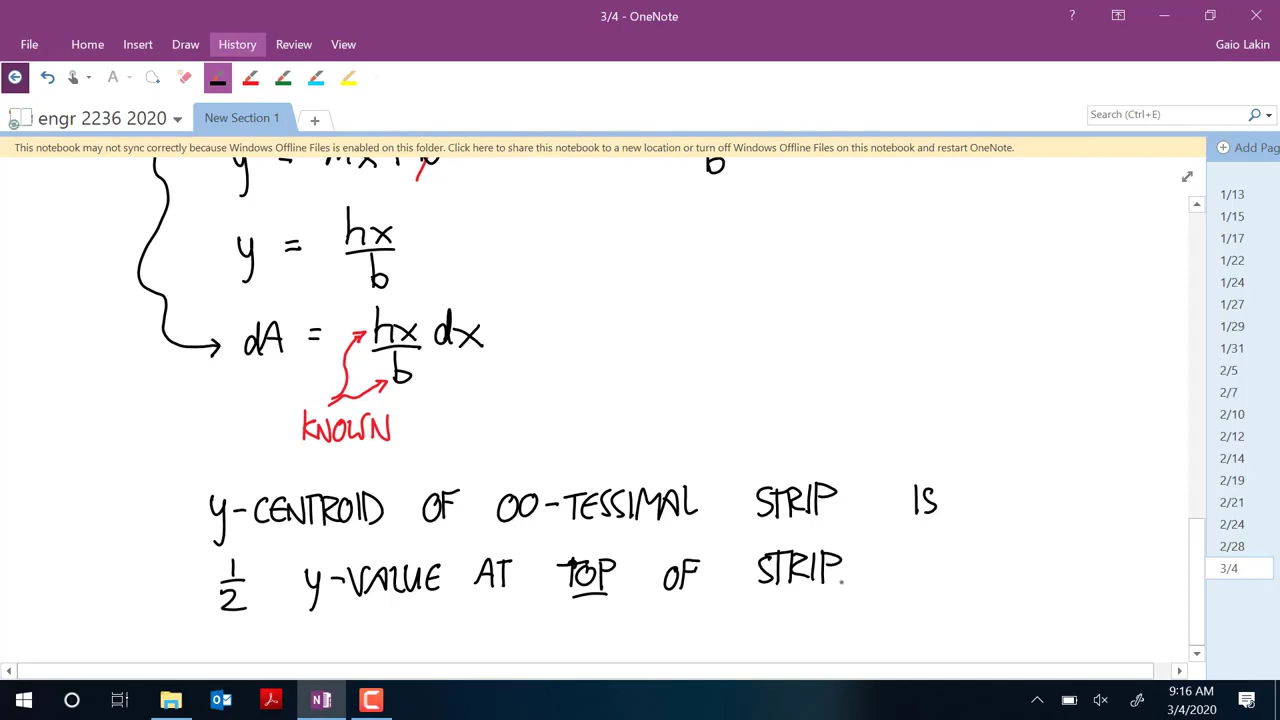 3/4 - OneNote
?
File Home Insert Draw History Review View
Gaio Lakin
engr 2236 2020
New Section 1
+
Search (Ctrl+E)
This notebook may not sync correctly because Windows Offline Files is enabled on this folder. Click here to share this notebook to a new location or turn off Windows Offline Files on this notebook and restart OneNote.
Add Pag
1/13
1/15
1/17
1/22
1/24
1/27
1/29
1/31
2/5
2/7
2/10
2/12
2/14
2/19
2/21
2/24
2/28
3/4
y = mx + b
b
y = hx/b
dA = hx/b dx
KNOWN
y-CENTROID OF OO-TESSIMAL STRIP IS
1/2 y-VALUE AT TOP OF STRIP.
9:16 AM
3/4/2020